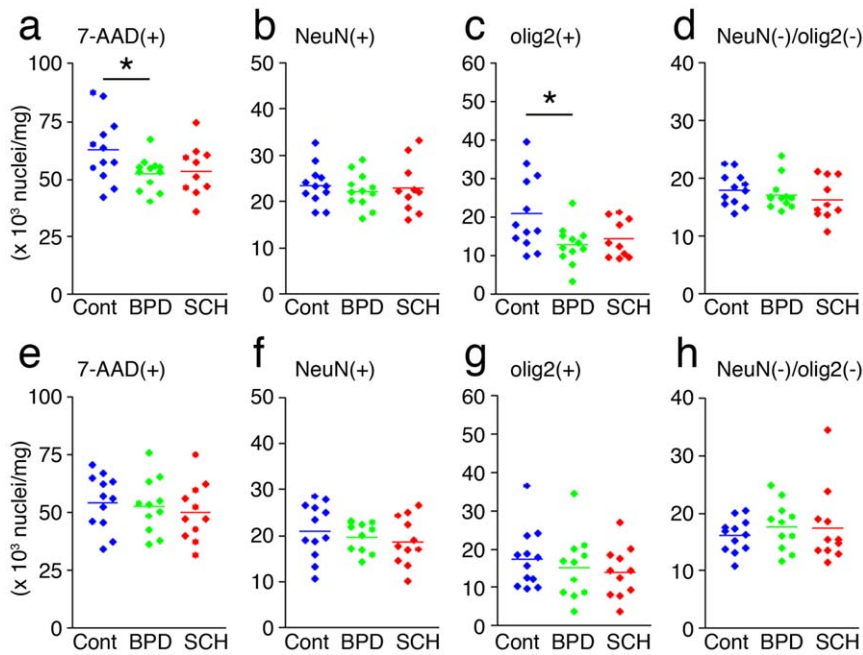 a 7-AAD(+)
b NeuN(+)
c olig2(+)
d NeuN(-)/olig2(-)
(x 10³ nuclei/mg)
100
75
50
25
0
*
Cont BPD SCH
50
40
30
20
10
0
Cont BPD SCH
60
50
40
30
20
10
0
*
Cont BPD SCH
40
30
20
10
0
Cont BPD SCH
e 7-AAD(+)
f NeuN(+)
g olig2(+)
h NeuN(-)/olig2(-)
(x 10³ nuclei/mg)
100
75
50
25
0
Cont BPD SCH
50
40
30
20
10
0
Cont BPD SCH
60
50
40
30
20
10
0
Cont BPD SCH
40
30
20
10
0
Cont BPD SCH